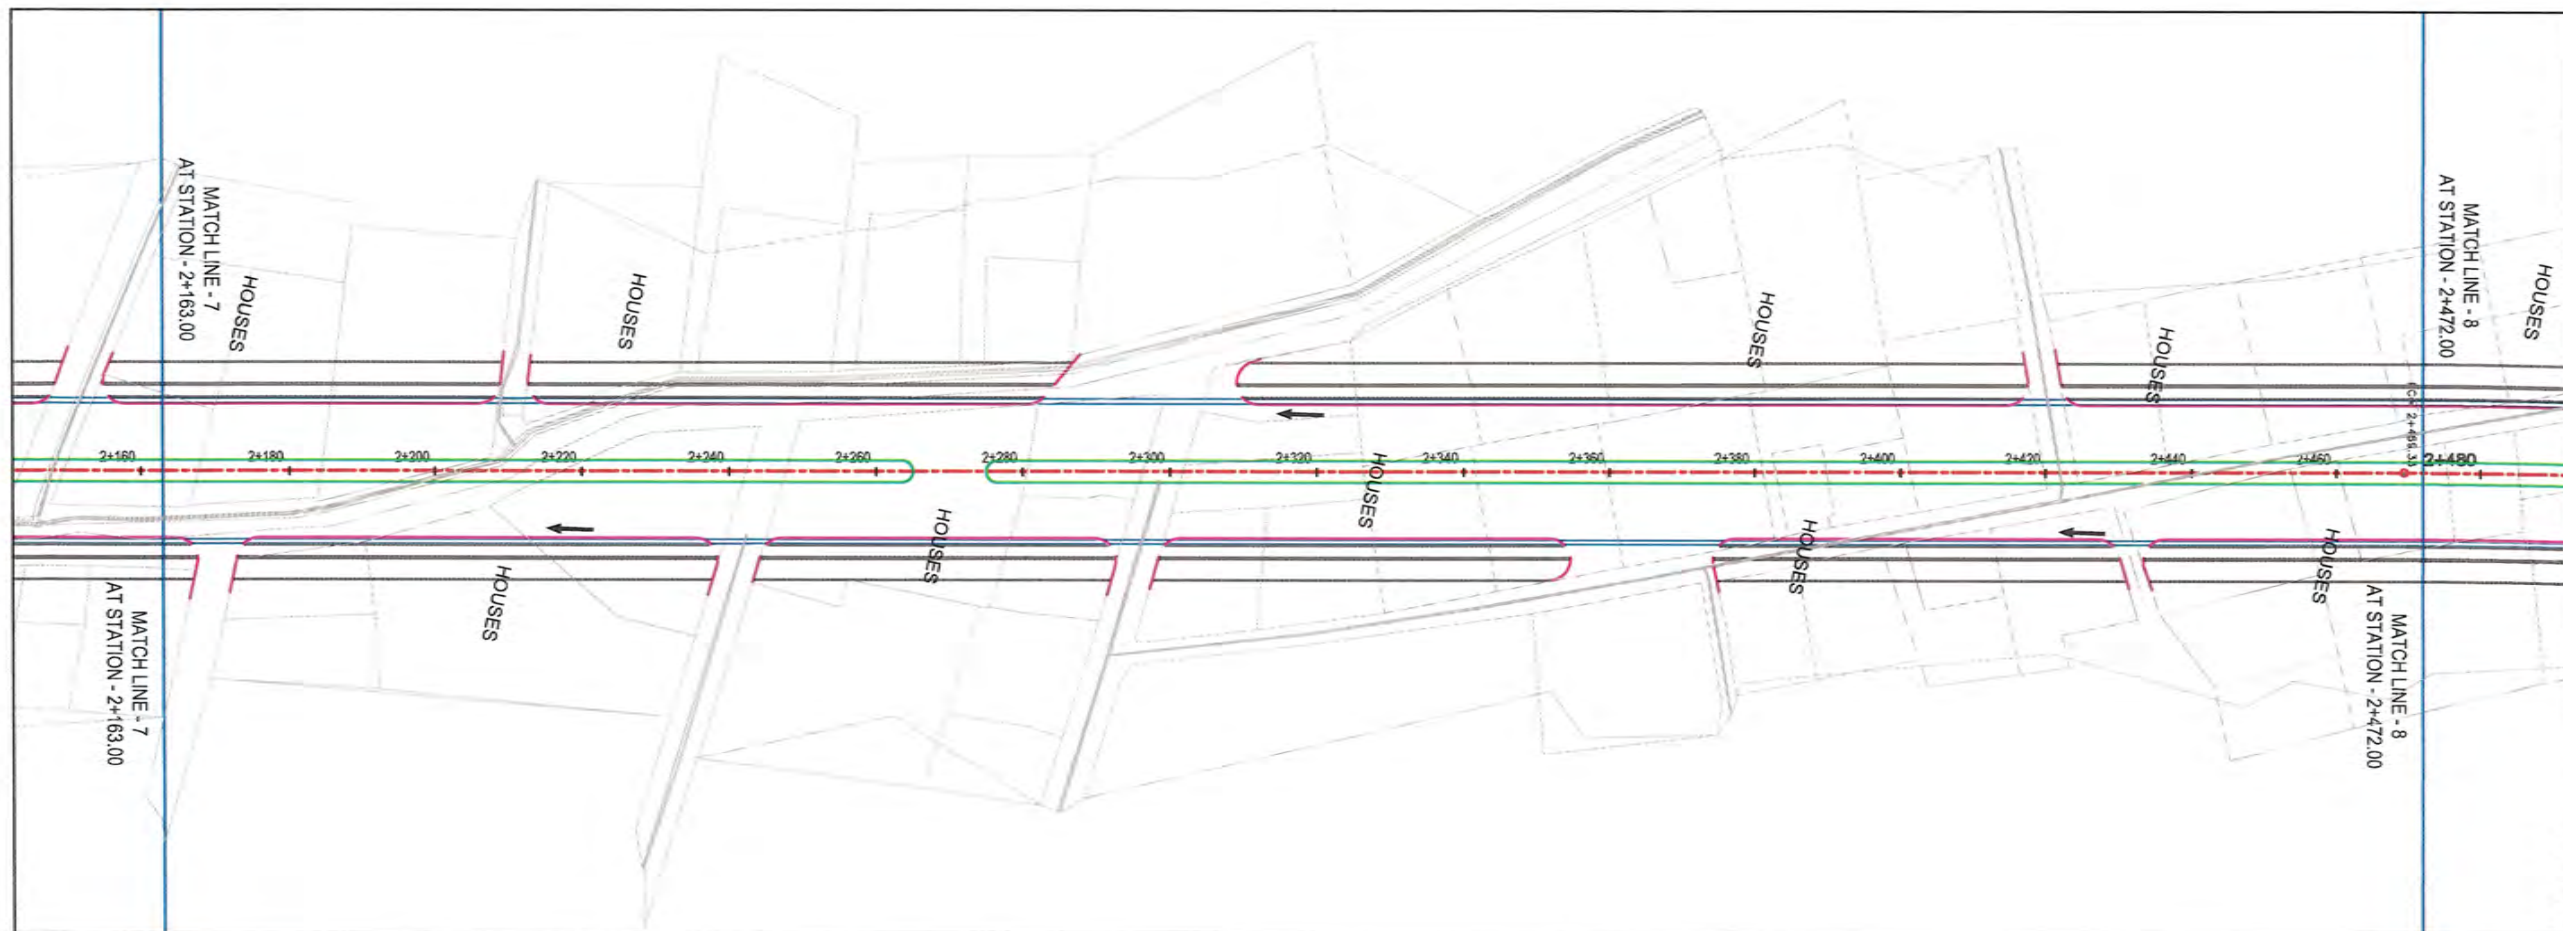 MATCH LINE - 7
AT STATION - 2+163.00
MATCH LINE - 8
AT STATION - 2+472.00
HOUSES
HOUSES
HOUSES
HOUSES
HOUSES
2+160
2+180
2+200
2+220
2+240
2+260
2+280
2+300
2+320
2+340
2+360
2+380
2+400
2+420
2+440
2+460
2+480
HOUSES
HOUSES
HOUSES
HOUSES
HOUSES
MATCH LINE - 7
AT STATION - 2+163.00
MATCH LINE - 8
AT STATION - 2+472.00